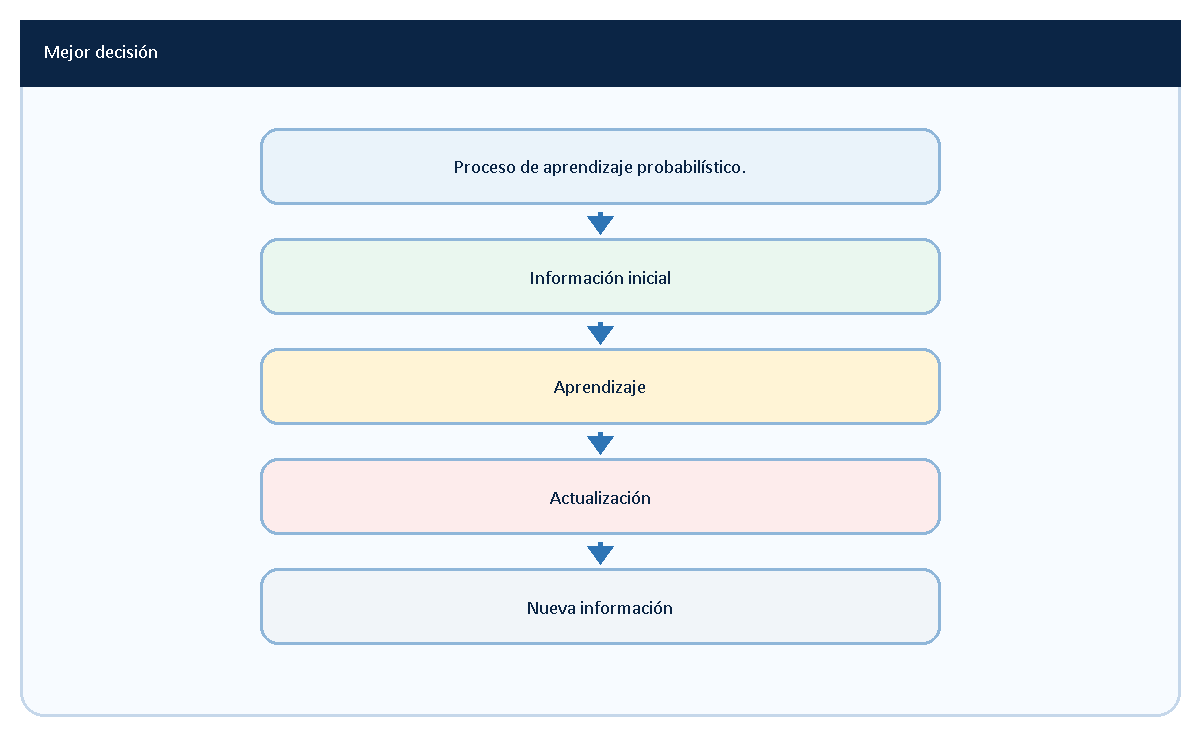 Mejor decisión
Proceso de aprendizaje probabilístico.
Información inicial
Aprendizaje
Actualización
Nueva información